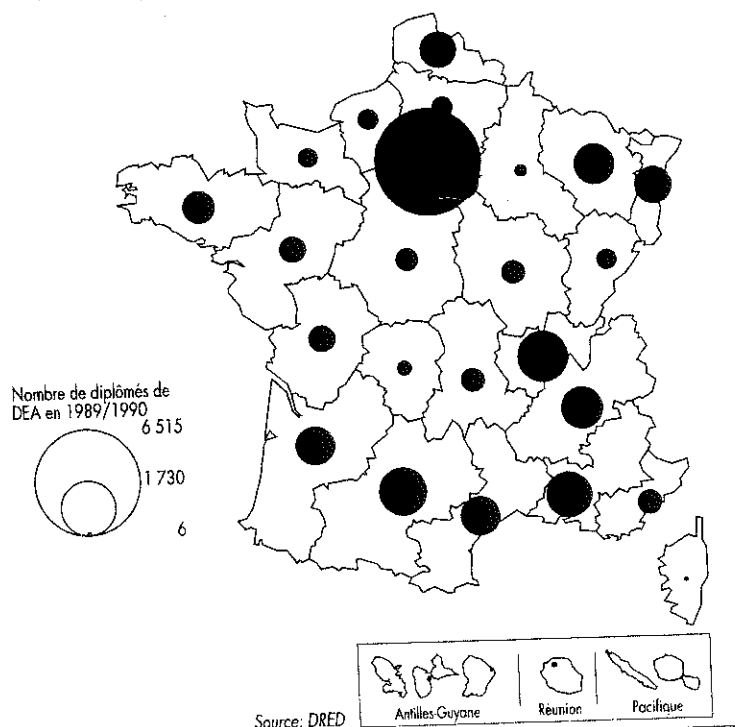 Nombre de diplômés de
DEA en 1989/1990
6 515
1 730
6
Antilles-Guyane
Réunion
Pacifique
Source: DRED